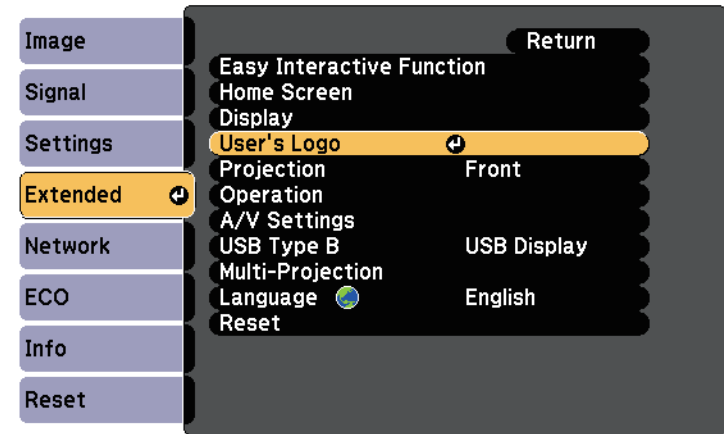 Image
Signal
Settings
Extended
Network
ECO
Info
Reset
Return
Easy Interactive Function
Home Screen
Display
User's Logo
Projection Front
Operation
A/V Settings
USB Type B USB Display
Multi-Projection
Language English
Reset